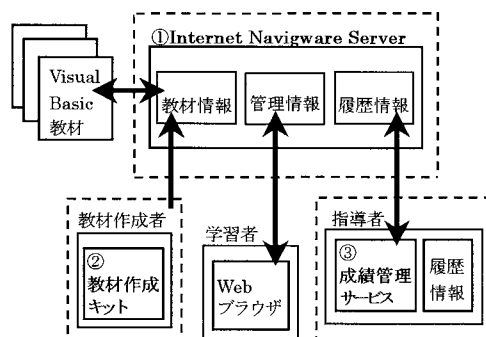 ①Internet Navigware Server
Visual
Basic
教材
教材情報
管理情報
履歴情報
教材作成者
②
教材作成
キット
学習者
Web
ブラウザ
指導者
③
成績管理
サービス
履歴
情報